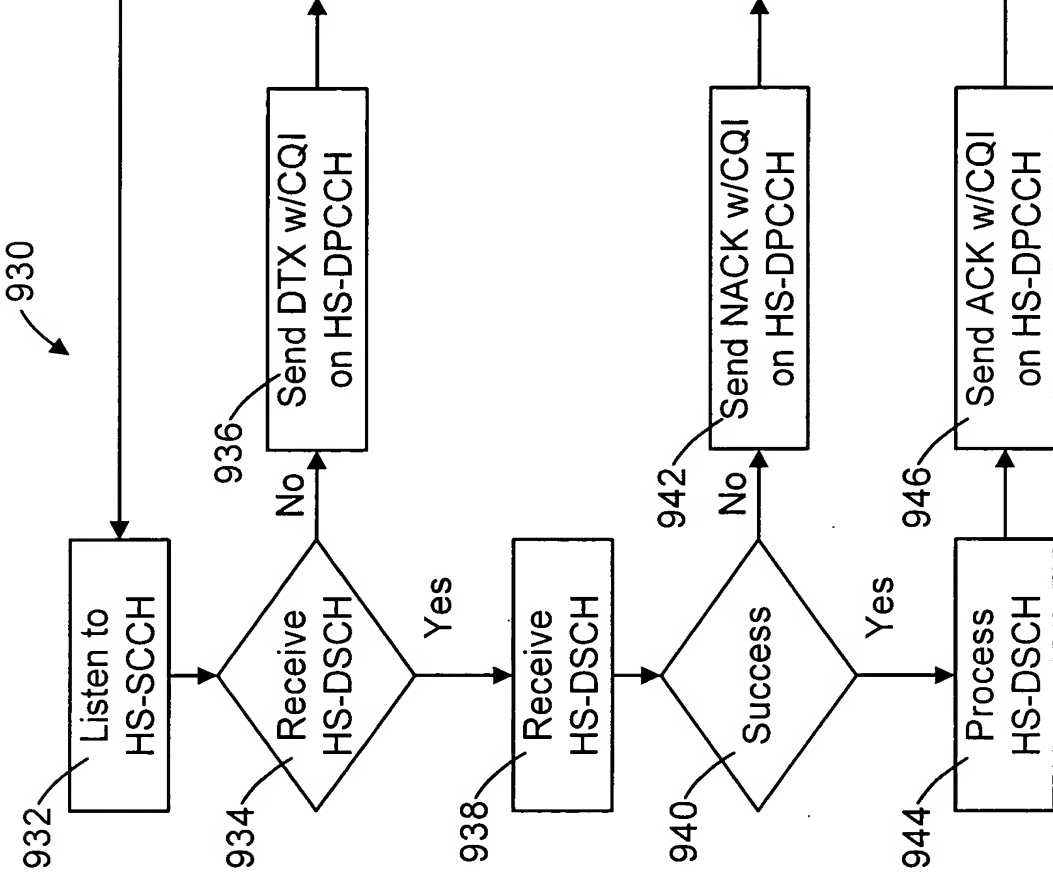 930
932
Listen to
HS-SCCH
934
Receive
HS-DSCH
No
936
Send DTX w/CQI
on HS-DPCCH
Yes
938
Receive
HS-DSCH
940
Success
No
942
Send NACK w/CQI
on HS-DPCCH
Yes
944
Process
HS-DSCH
946
Send ACK w/CQI
on HS-DPCCH